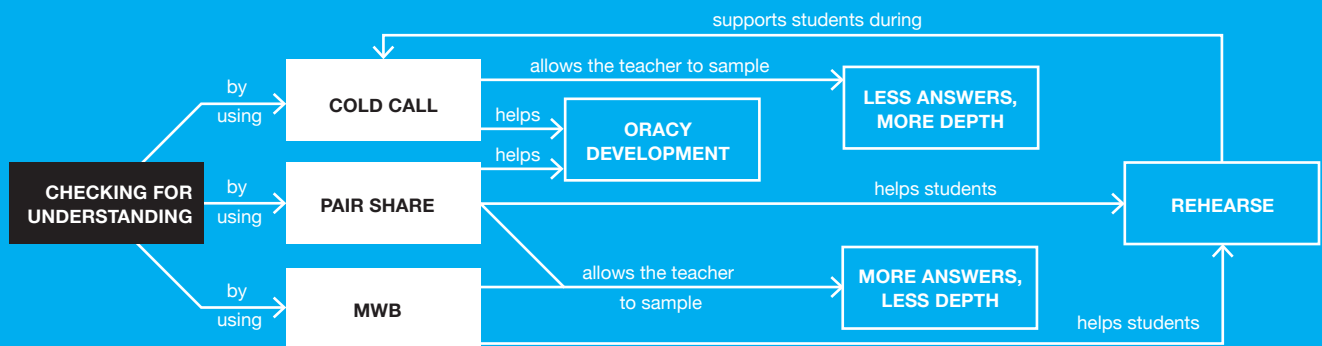 supports students during
by
using
COLD CALL
allows the teacher to sample
LESS ANSWERS,
MORE DEPTH
helps
ORACY
DEVELOPMENT
helps
CHECKING FOR
UNDERSTANDING
by
using
PAIR SHARE
helps students
REHEARSE
by
using
MWB
allows the teacher
to sample
MORE ANSWERS,
LESS DEPTH
helps students